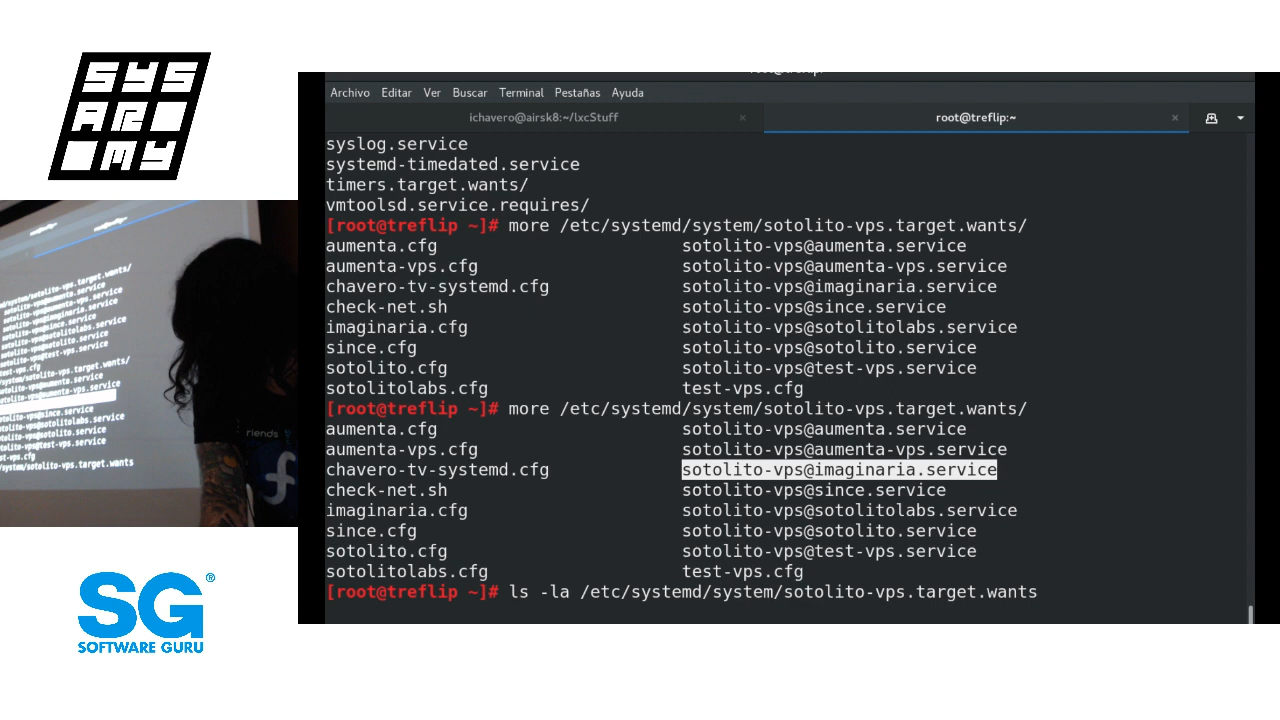 SYS
AR
MY
Archivo Editar Ver Buscar Terminal Pestañas Ayuda
ichavero@airsk8:~/lxcStuff × root@treflip:~ ×
syslog.service
systemd-timedated.service
timers.target.wants/
vmtoolsd.service.requires/
[root@treflip ~]# more /etc/systemd/system/sotolito-vps.target.wants/
aumenta.cfg sotolito-vps@aumenta.service
aumenta-vps.cfg sotolito-vps@aumenta-vps.service
chavero-tv-systemd.cfg sotolito-vps@imaginaria.service
check-net.sh sotolito-vps@since.service
imaginaria.cfg sotolito-vps@sotolitolabs.service
since.cfg sotolito-vps@sotolito.service
sotolito.cfg sotolito-vps@test-vps.service
sotolitolabs.cfg test-vps.cfg
[root@treflip ~]# more /etc/systemd/system/sotolito-vps.target.wants/
aumenta.cfg sotolito-vps@aumenta.service
aumenta-vps.cfg sotolito-vps@aumenta-vps.service
chavero-tv-systemd.cfg sotolito-vps@imaginaria.service
check-net.sh sotolito-vps@since.service
imaginaria.cfg sotolito-vps@sotolitolabs.service
since.cfg sotolito-vps@sotolito.service
sotolito.cfg sotolito-vps@test-vps.service
sotolitolabs.cfg test-vps.cfg
[root@treflip ~]# ls -la /etc/systemd/system/sotolito-vps.target.wants
riends
SG®
SOFTWARE GURU